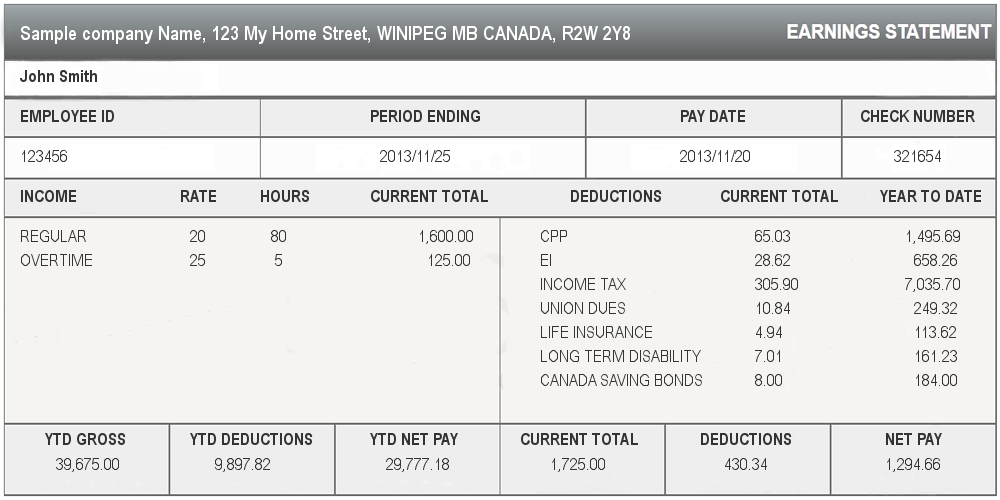 Sample company Name, 123 My Home Street, WINIPEG MB CANADA, R2W 2Y8 EARNINGS STATEMENT
John Smith
EMPLOYEE ID PERIOD ENDING PAY DATE CHECK NUMBER
123456 2013/11/25 2013/11/20 321654
INCOME RATE HOURS CURRENT TOTAL DEDUCTIONS CURRENT TOTAL YEAR TO DATE
REGULAR 20 80 1,600.00 CPP 65.03 1,495.69
OVERTIME 25 5 125.00 EI 28.62 658.26
INCOME TAX 305.90 7,035.70
UNION DUES 10.84 249.32
LIFE INSURANCE 4.94 113.62
LONG TERM DISABILITY 7.01 161.23
CANADA SAVING BONDS 8.00 184.00
YTD GROSS YTD DEDUCTIONS YTD NET PAY CURRENT TOTAL DEDUCTIONS NET PAY
39,675.00 9,897.82 29,777.18 1,725.00 430.34 1,294.66